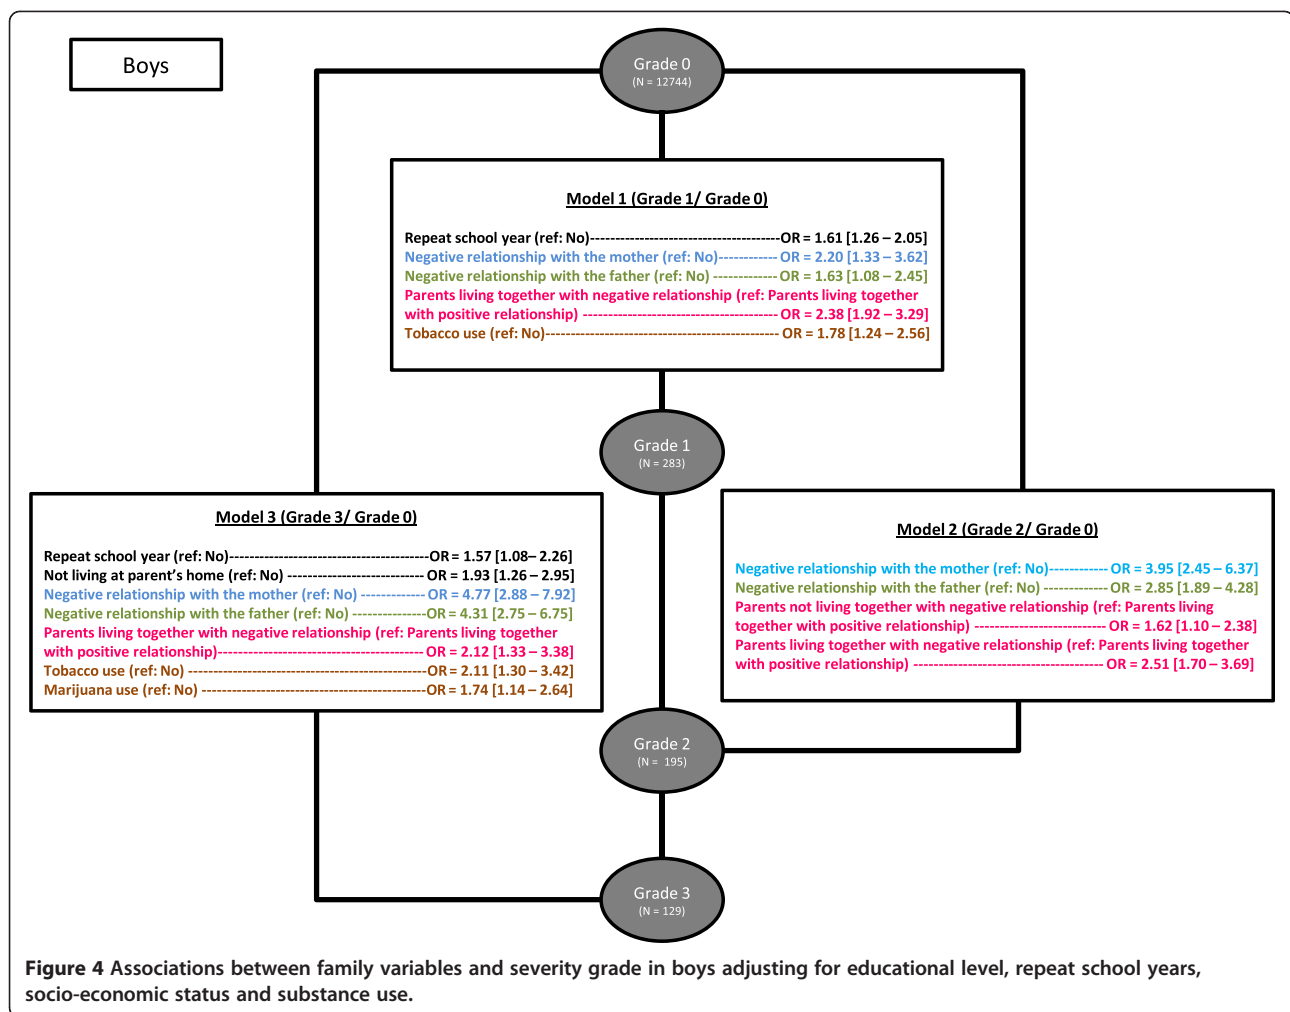 Boys
Grade 0
(N = 12744)
Model 1 (Grade 1/ Grade 0)
Repeat school year (ref: No)--------------------------------------OR = 1.61 [1.26 – 2.05]
Negative relationship with the mother (ref: No)------------ OR = 2.20 [1.33 – 3.62]
Negative relationship with the father (ref: No) ------------- OR = 1.63 [1.08 – 2.45]
Parents living together with negative relationship (ref: Parents living together
with positive relationship) --------------------------------------- OR = 2.38 [1.92 – 3.29]
Tobacco use (ref: No)----------------------------------------------- OR = 1.78 [1.24 – 2.56]
Grade 1
(N = 283)
Model 3 (Grade 3/ Grade 0)
Repeat school year (ref: No)----------------------------------------OR = 1.57 [1.08– 2.26]
Not living at parent's home (ref: No) --------------------------- OR = 1.93 [1.26 – 2.95]
Negative relationship with the mother (ref: No) ------------- OR = 4.77 [2.88 – 7.92]
Negative relationship with the father (ref: No) ---------------OR = 4.31 [2.75 – 6.75]
Parents living together with negative relationship (ref: Parents living together
with positive relationship)----------------------------------------- OR = 2.12 [1.33 – 3.38]
Tobacco use (ref: No) ----------------------------------------------- OR = 2.11 [1.30 – 3.42]
Marijuana use (ref: No) ---------------------------------------------OR = 1.74 [1.14 – 2.64]
Model 2 (Grade 2/ Grade 0)
Negative relationship with the mother (ref: No)------------ OR = 3.95 [2.45 – 6.37]
Negative relationship with the father (ref: No) ------------- OR = 2.85 [1.89 – 4.28]
Parents not living together with negative relationship (ref: Parents living
together with positive relationship) -------------------------- OR = 1.62 [1.10 – 2.38]
Parents living together with negative relationship (ref: Parents living together
with positive relationship) -------------------------------------- OR = 2.51 [1.70 – 3.69]
Grade 2
(N = 195)
Grade 3
(N = 129)
Figure 4 Associations between family variables and severity grade in boys adjusting for educational level, repeat school years,
socio-economic status and substance use.